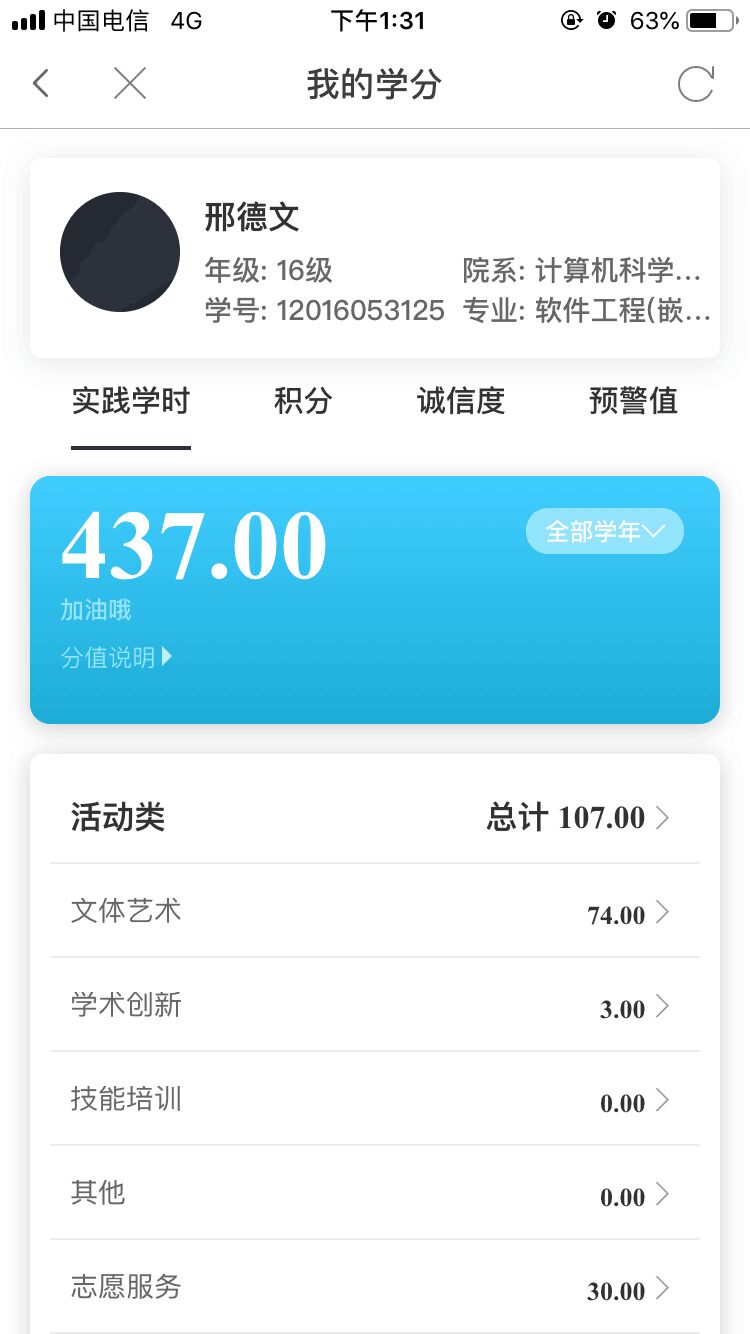 中国电信 4G 下午1:31 63%
我的学分
邢德文
年级: 16级 院系: 计算机科学...
学号: 12016053125 专业: 软件工程(嵌...
实践学时 积分 诚信度 预警值
437.00 全部学年
加油哦
分值说明
活动类 总计 107.00
文体艺术 74.00
学术创新 3.00
技能培训 0.00
其他 0.00
志愿服务 30.00